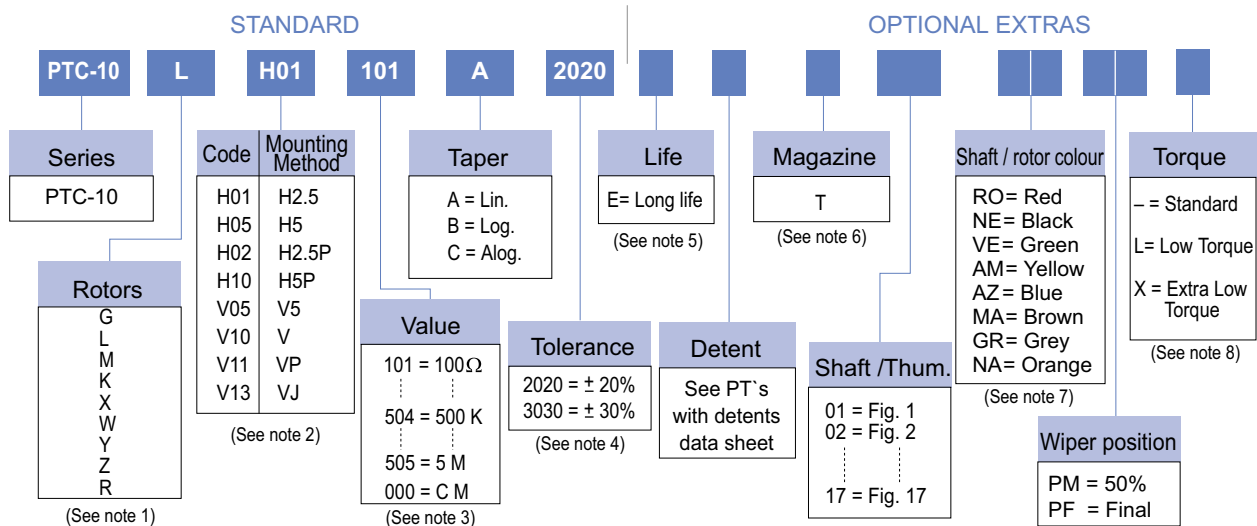 STANDARD
OPTIONAL EXTRAS
PTC-10 L H01 101 A 2020
Series
PTC-10
Rotors
G
L
M
K
X
W
Y
Z
R
(See note 1)
Code Mounting
Method
H01 H2.5
H05 H5
H02 H2.5P
H10 H5P
V05 V5
V10 V
V11 VP
V13 VJ
(See note 2)
Taper
A = Lin.
B = Log.
C = Alog.
Value
101 = 100Ω
504 = 500 K
505 = 5 M
000 = C M
(See note 3)
Tolerance
2020 = ± 20%
3030 = ± 30%
(See note 4)
Life
E= Long life
(See note 5)
Detent
See PT`s
with detents
data sheet
Magazine
T
(See note 6)
Shaft /Thum.
01 = Fig. 1
02 = Fig. 2
17 = Fig. 17
Shaft / rotor colour
RO= Red
NE= Black
VE= Green
AM= Yellow
AZ= Blue
MA= Brown
GR= Grey
NA= Orange
(See note 7)
Wiper position
PM = 50%
PF = Final
Torque
– = Standard
L= Low Torque
X = Extra Low
Torque
(See note 8)